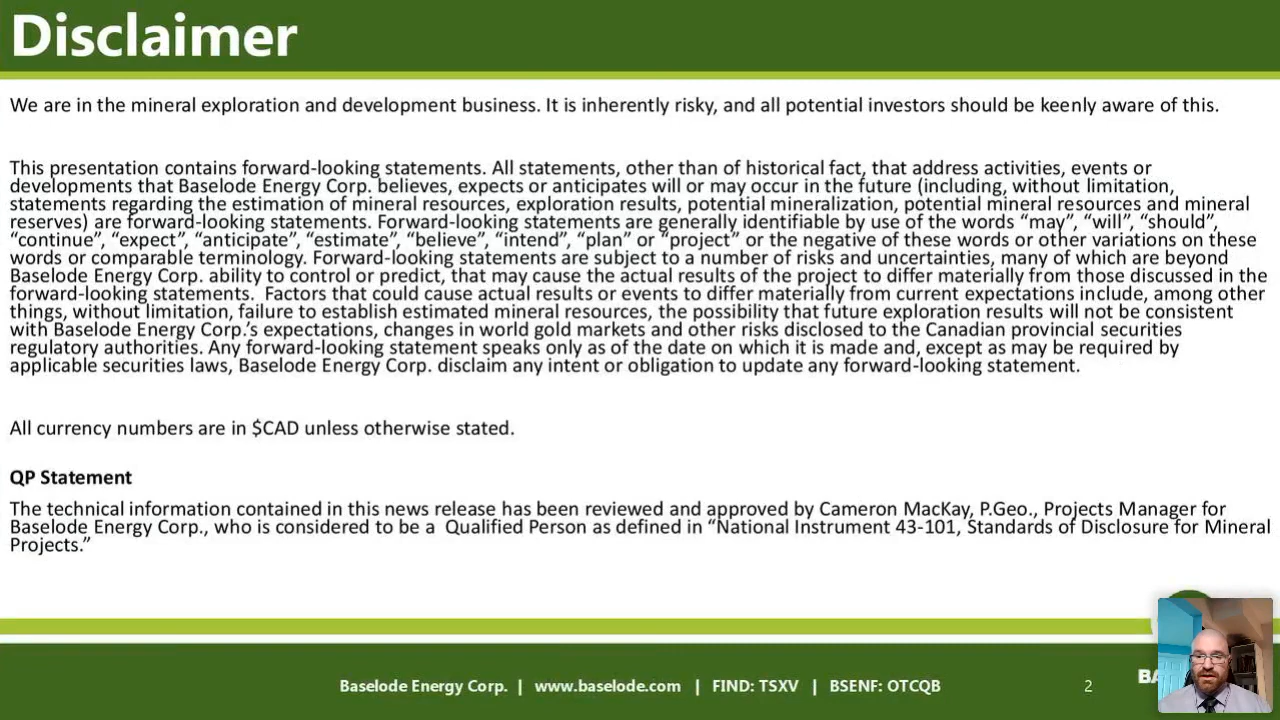 Disclaimer
We are in the mineral exploration and development business. It is inherently risky, and all potential investors should be keenly aware of this.
This presentation contains forward-looking statements. All statements, other than of historical fact, that address activities, events or
developments that Baselode Energy Corp. believes, expects or anticipates will or may occur in the future (including, without limitation,
statements regarding the estimation of mineral resources, exploration results, potential mineralization, potential mineral resources and mineral
reserves) are forward-looking statements. Forward-looking statements are generally identifiable by use of the words “may”, “will”, “should”,
“continue”, “expect”, “anticipate”, “estimate”, “believe”, “intend”, “plan” or “project” or the negative of these words or other variations on these
words or comparable terminology. Forward-looking statements are subject to a number of risks and uncertainties, many of which are beyond
Baselode Energy Corp. ability to control or predict, that may cause the actual results of the project to differ materially from those discussed in the
forward-looking statements.  Factors that could cause actual results or events to differ materially from current expectations include, among other
things, without limitation, failure to establish estimated mineral resources, the possibility that future exploration results will not be consistent
with Baselode Energy Corp.’s expectations, changes in world gold markets and other risks disclosed to the Canadian provincial securities
regulatory authorities. Any forward-looking statement speaks only as of the date on which it is made and, except as may be required by
applicable securities laws, Baselode Energy Corp. disclaim any intent or obligation to update any forward-looking statement.
All currency numbers are in $CAD unless otherwise stated.
QP Statement
The technical information contained in this news release has been reviewed and approved by Cameron MacKay, P.Geo., Projects Manager for
Baselode Energy Corp., who is considered to be a  Qualified Person as defined in “National Instrument 43-101, Standards of Disclosure for Mineral
Projects.”
Baselode Energy Corp. | www.baselode.com | FIND: TSXV | BSENF: OTCQB
2